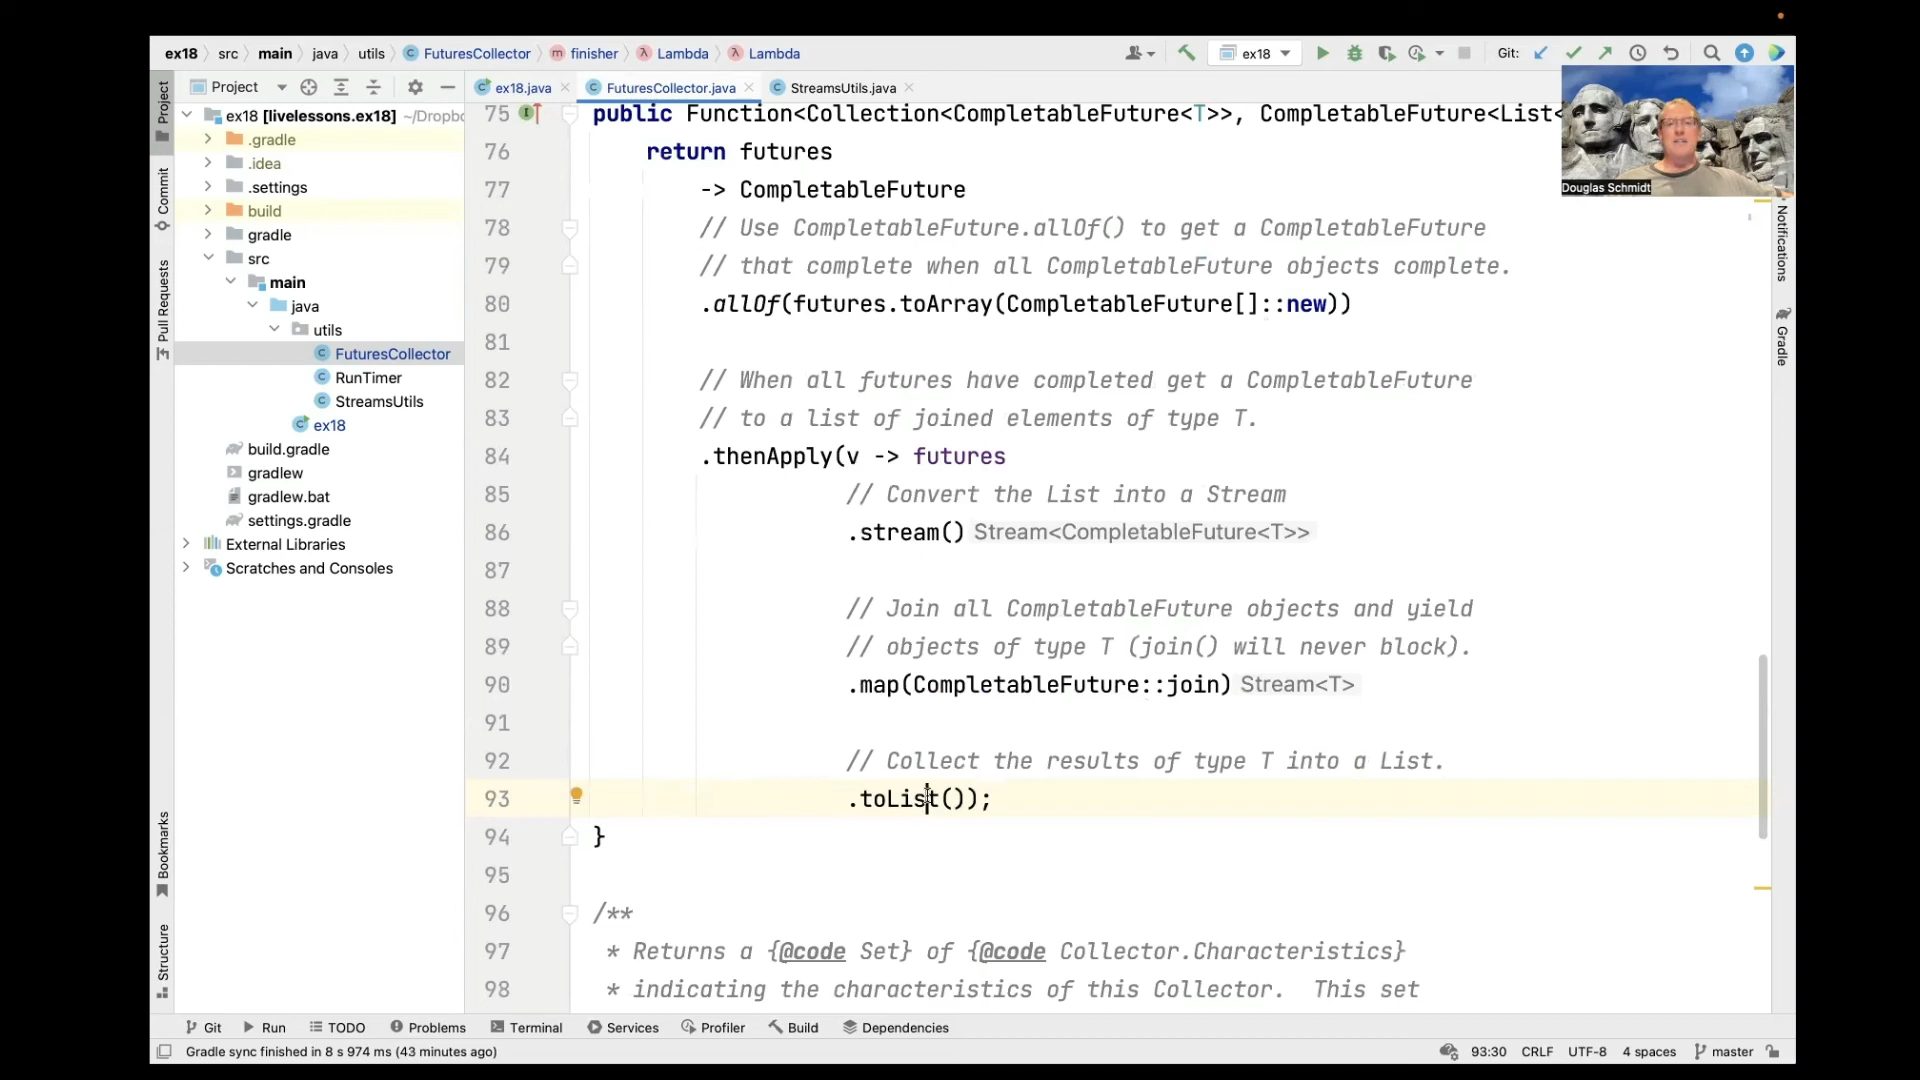 ex18 src main java utils FuturesCollector finisher Lambda Lambda
ex18
Git:
Project
ex18.java
FuturesCollector.java
StreamsUtils.java
Project
Commit
Pull Requests
Bookmarks
Structure
ex18 [livelessons.ex18] ~/Dropbo
.gradle
.idea
.settings
build
gradle
src
main
java
utils
FuturesCollector
RunTimer
StreamsUtils
ex18
build.gradle
gradlew
gradlew.bat
settings.gradle
External Libraries
Scratches and Consoles
75 public Function<Collection<CompletableFuture<T>>, CompletableFuture<List<
76 return futures
77 -> CompletableFuture
78 // Use CompletableFuture.allOf() to get a CompletableFuture
79 // that complete when all CompletableFuture objects complete.
80 .allOf(futures.toArray(CompletableFuture[]::new))
81
82 // When all futures have completed get a CompletableFuture
83 // to a list of joined elements of type T.
84 .thenApply(v -> futures
85 // Convert the List into a Stream
86 .stream() Stream<CompletableFuture<T>>
87
88 // Join all CompletableFuture objects and yield
89 // objects of type T (join() will never block).
90 .map(CompletableFuture::join) Stream<T>
91
92 // Collect the results of type T into a List.
93 .toList());
94 }
95
96 /**
97 * Returns a {@code Set} of {@code Collector.Characteristics}
98 * indicating the characteristics of this Collector. This set
Douglas Schmidt
Notifications
Gradle
Git Run TODO Problems Terminal Services Profiler Build Dependencies
Gradle sync finished in 8 s 974 ms (43 minutes ago)
93:30 CRLF UTF-8 4 spaces master